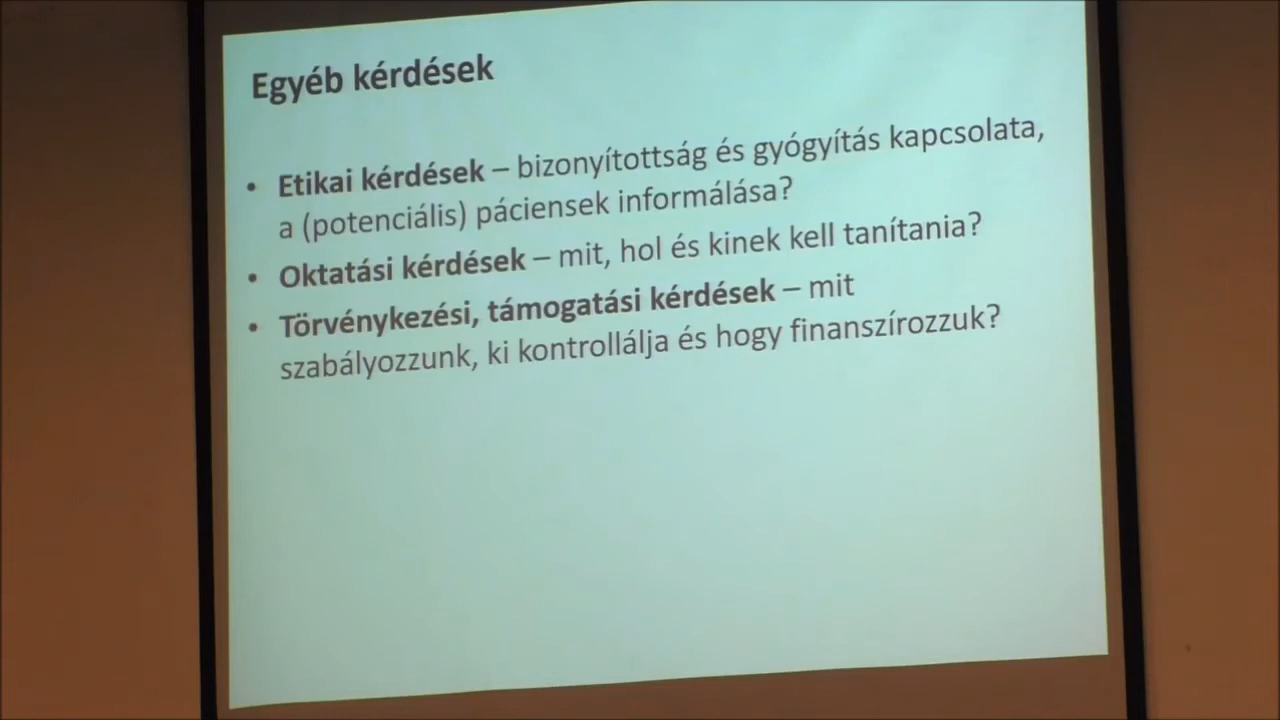 Egyéb kérdések
• Etikai kérdések – bizonyítottság és gyógyítás kapcsolata,
a (potenciális) páciensek informálása?
• Oktatási kérdések – mit, hol és kinek kell tanítania?
• Törvénykezési, támogatási kérdések – mit
szabályozzunk, ki kontrollálja és hogy finanszírozzuk?